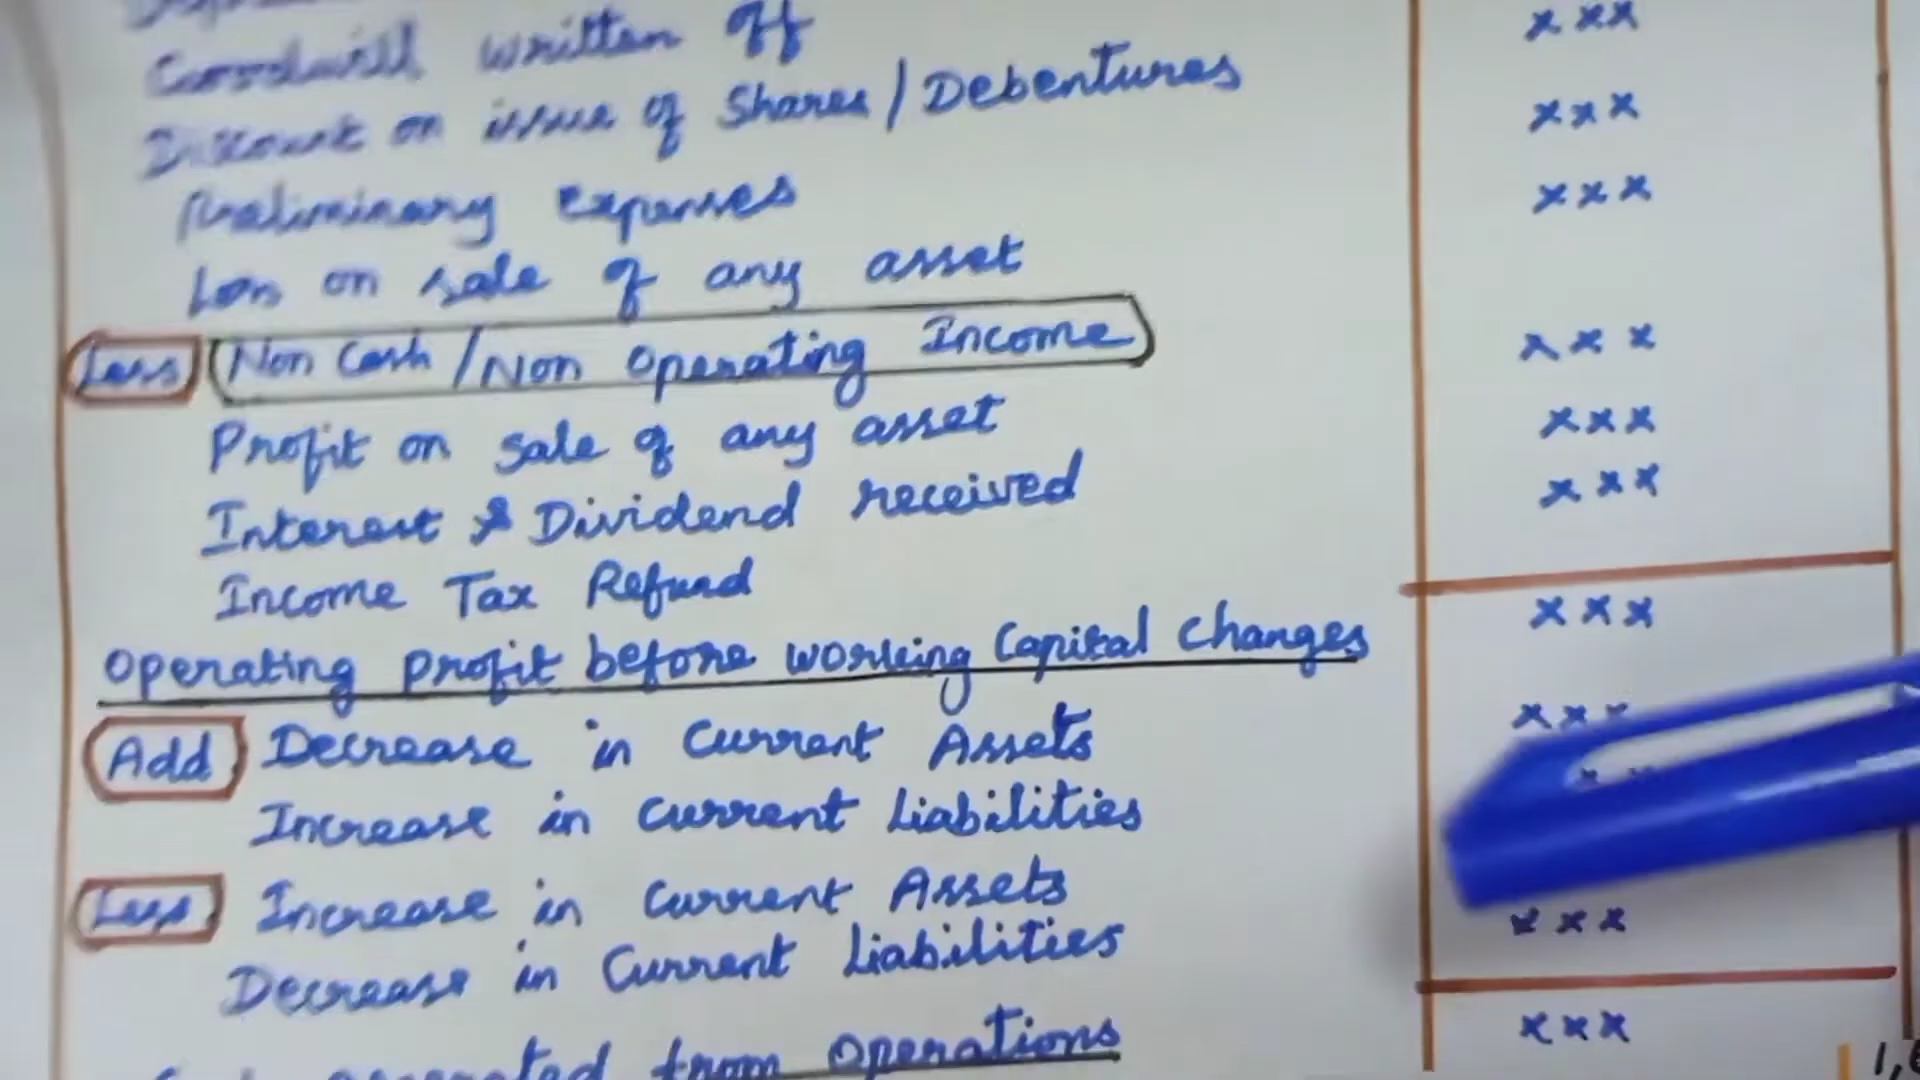 Goodwill written off xxx
Discount on issue of Shares / Debentures xxx
Preliminary Expenses xxx
Loss on sale of any asset
Less Non Cash / Non Operating Income xxx
Profit on sale of any asset xxx
Interest & Dividend received xxx
Income Tax Refund
Operating profit before working Capital changes xxx
Add Decrease in Current Assets xxx
Increase in Current Liabilities
Less Increase in Current Assets
Decrease in Current Liabilities xxx
generated from Operations xxx